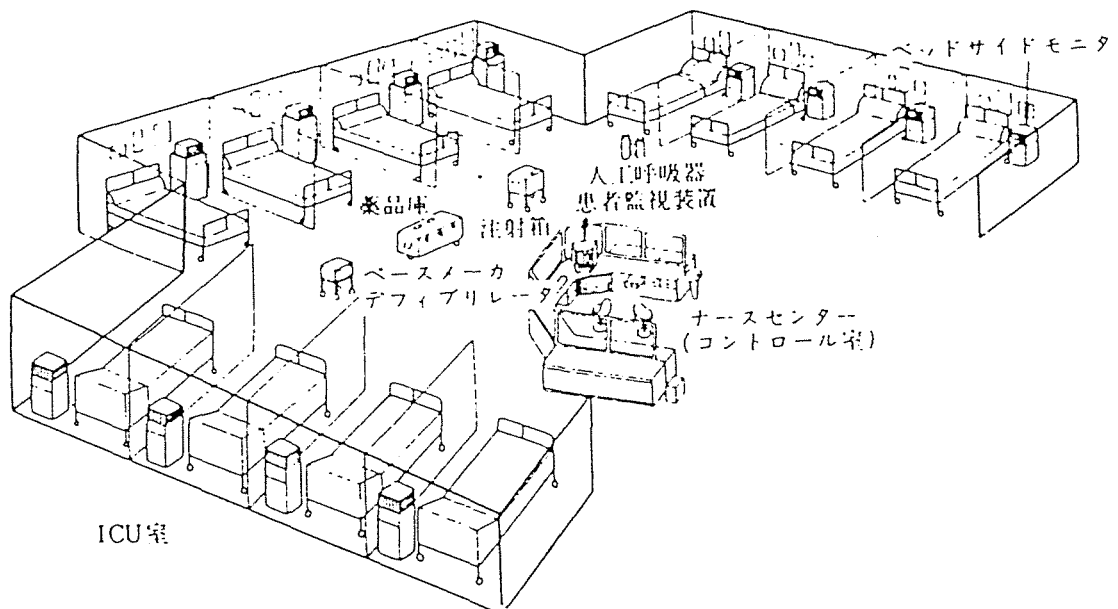 ベッドサイドモニタ
人工呼吸器
患者監視装置
薬品庫
注射箱
ペースメーカ
デフィブリレータ
ナースセンター
(コントロール室)
ICU室